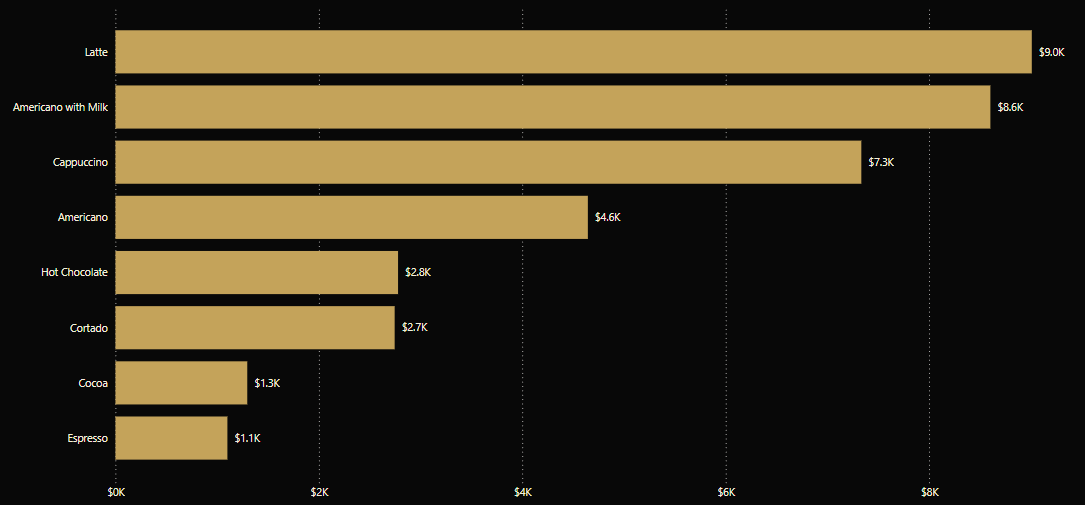 Latte $9.0K
Americano with Milk $8.6K
Cappuccino $7.3K
Americano $4.6K
Hot Chocolate $2.8K
Cortado $2.7K
Cocoa $1.3K
Espresso $1.1K
$0K $2K $4K $6K $8K